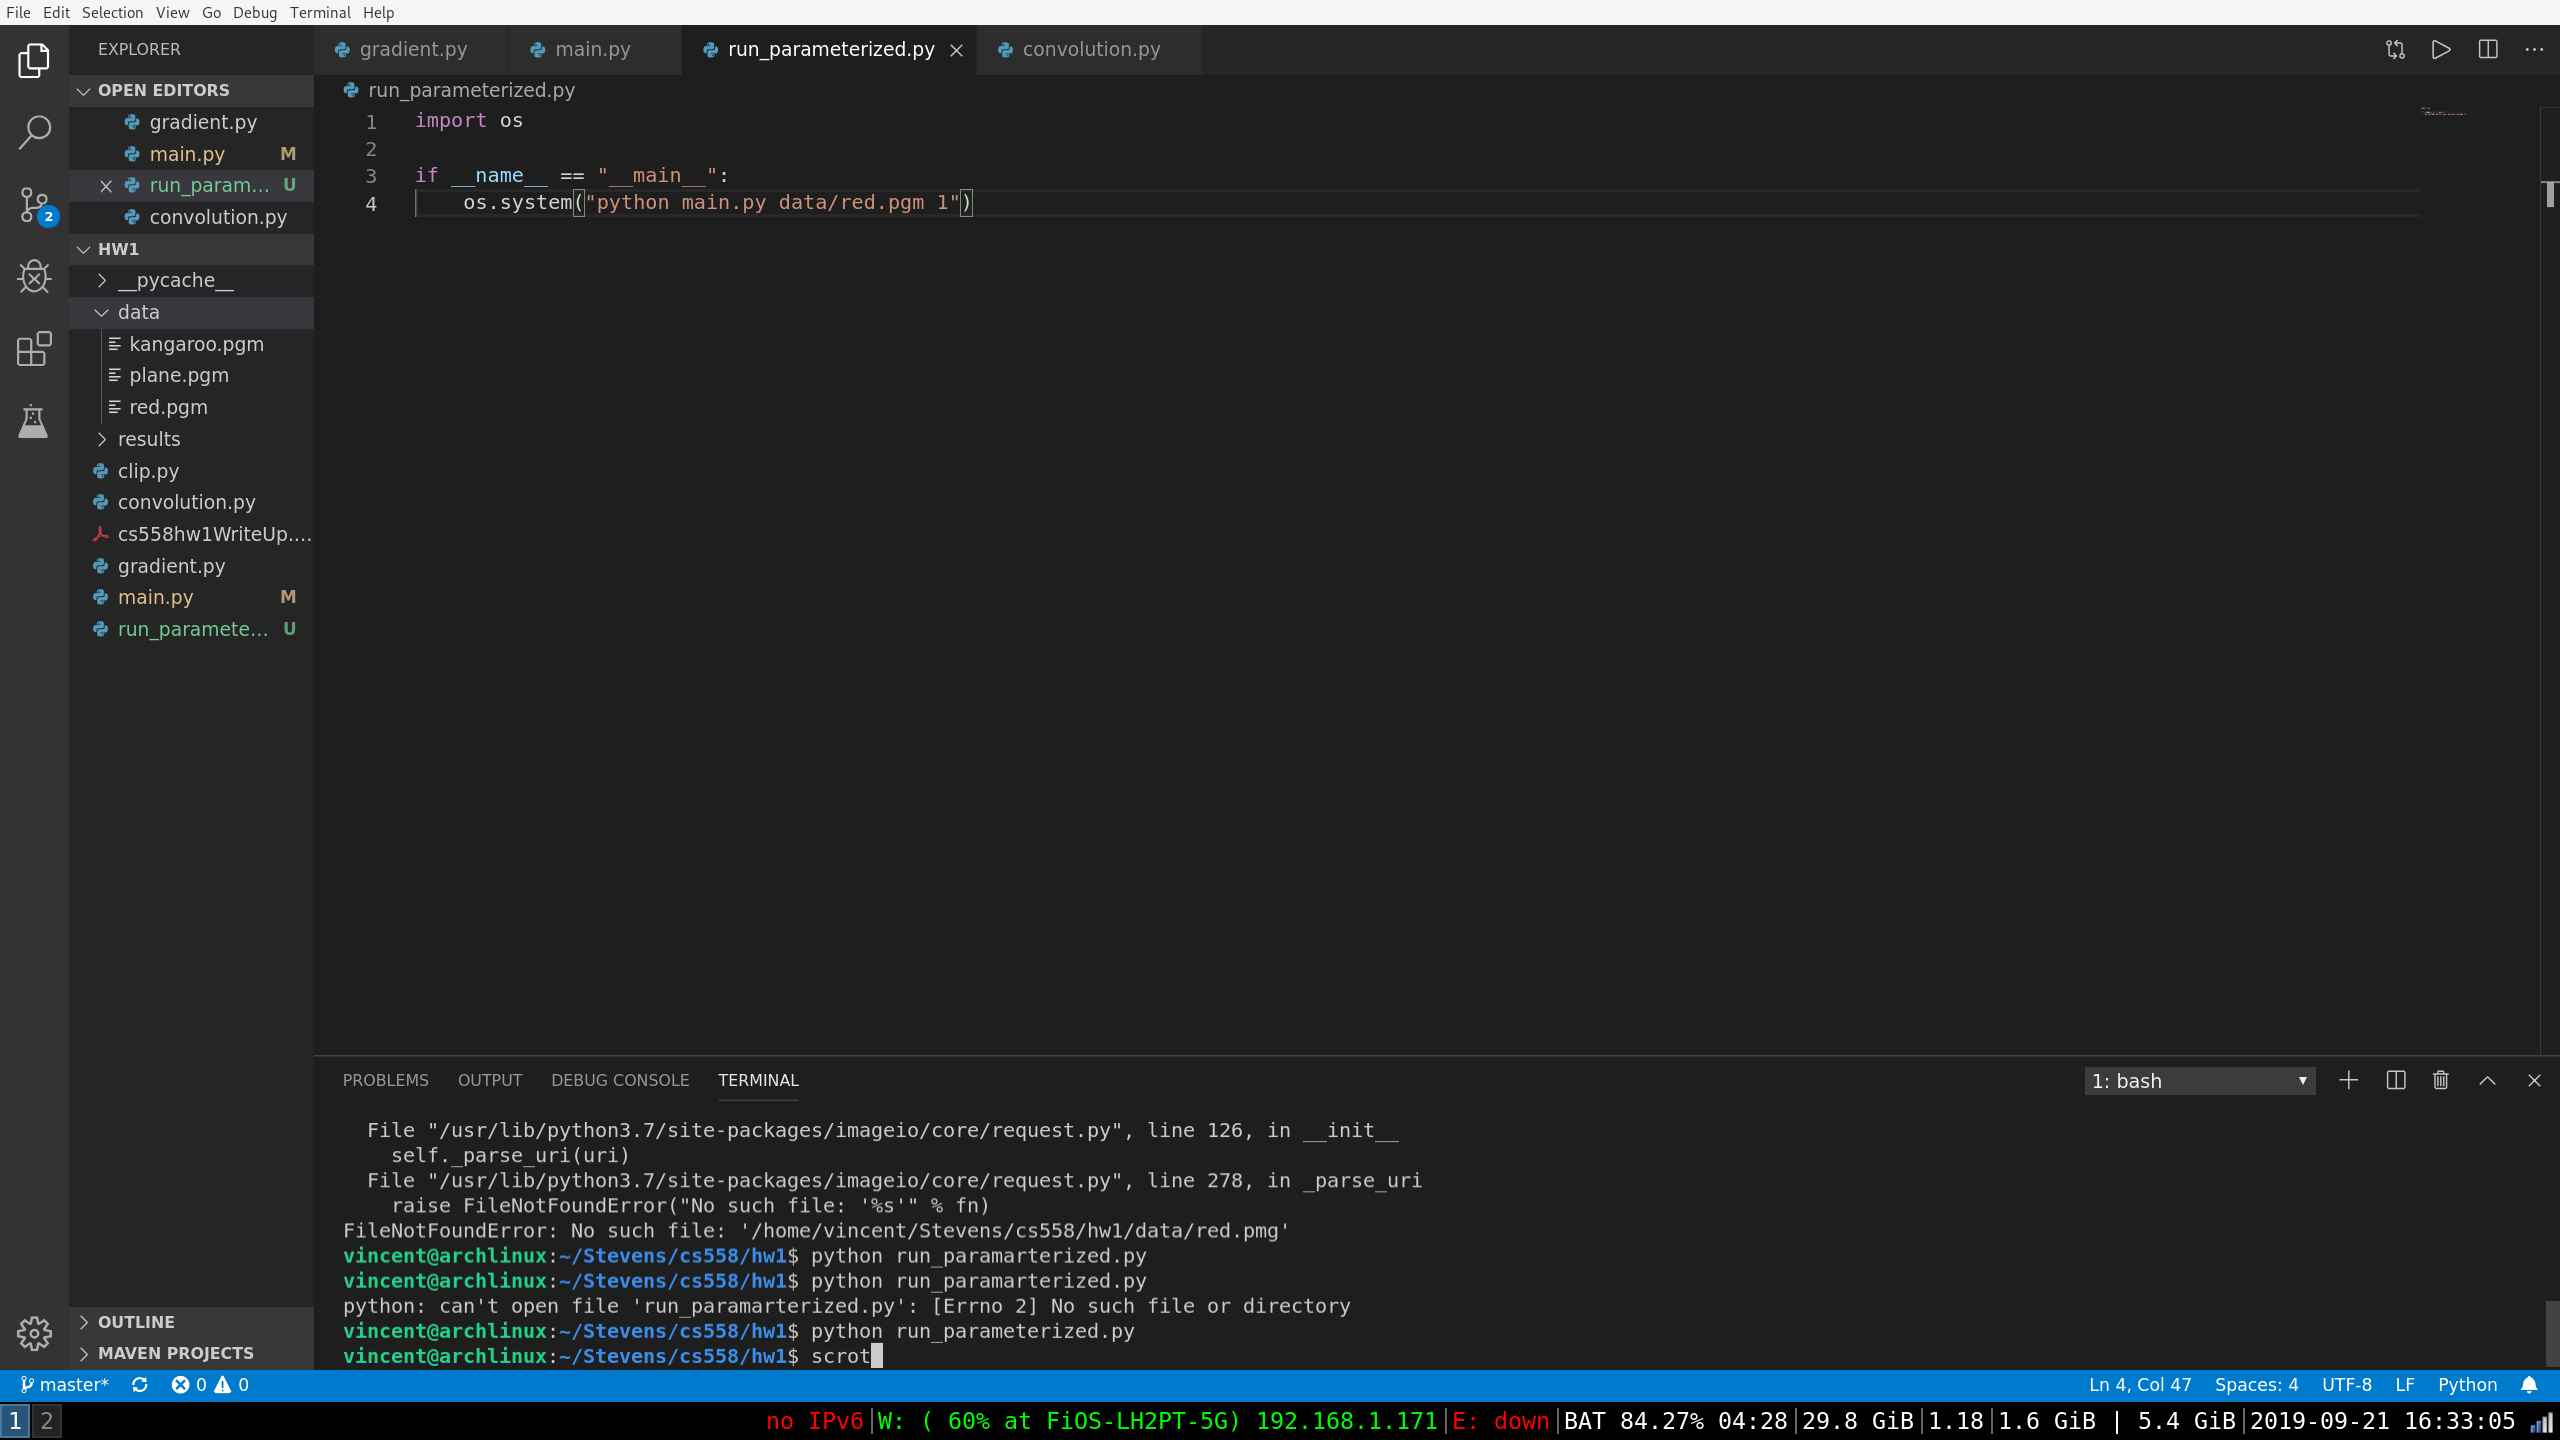 File Edit Selection View Go Debug Terminal Help
EXPLORER
OPEN EDITORS
gradient.py
main.py M
run_param... U
convolution.py
HW1
__pycache__
data
kangaroo.pgm
plane.pgm
red.pgm
results
clip.py
convolution.py
cs558hw1WriteUp....
gradient.py
main.py M
run_paramete... U
OUTLINE
MAVEN PROJECTS
2
gradient.py main.py run_parameterized.py convolution.py
run_parameterized.py
1 import os
2
3 if __name__ == "__main__":
4 os.system("python main.py data/red.pgm 1")
PROBLEMS OUTPUT DEBUG CONSOLE TERMINAL 1: bash
File "/usr/lib/python3.7/site-packages/imageio/core/request.py", line 126, in __init__
self._parse_uri(uri)
File "/usr/lib/python3.7/site-packages/imageio/core/request.py", line 278, in _parse_uri
raise FileNotFoundError("No such file: '%s'" % fn)
FileNotFoundError: No such file: '/home/vincent/Stevens/cs558/hw1/data/red.pmg'
vincent@archlinux:~/Stevens/cs558/hw1$ python run_paramarterized.py
vincent@archlinux:~/Stevens/cs558/hw1$ python run_paramarterized.py
python: can't open file 'run_paramarterized.py': [Errno 2] No such file or directory
vincent@archlinux:~/Stevens/cs558/hw1$ python run_parameterized.py
vincent@archlinux:~/Stevens/cs558/hw1$ scrot
master* 0 0 Ln 4, Col 47 Spaces: 4 UTF-8 LF Python
1 2 no IPv6|W: ( 60% at FiOS-LH2PT-5G) 192.168.1.171|E: down|BAT 84.27% 04:28|29.8 GiB|1.18|1.6 GiB | 5.4 GiB|2019-09-21 16:33:05